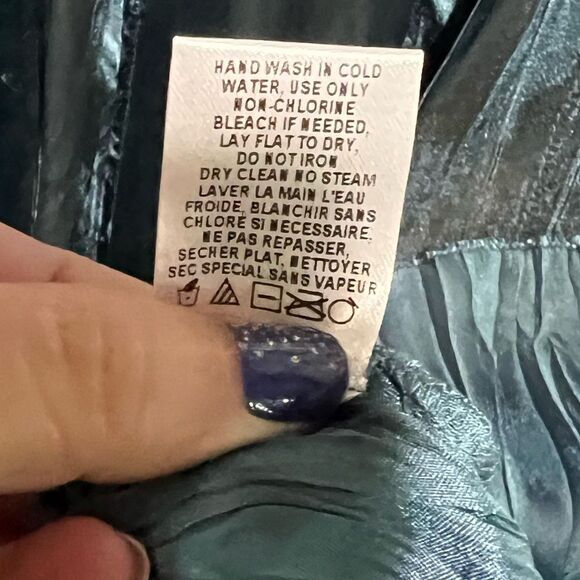 HAND WASH IN COLD
WATER, USE ONLY
NON-CHLORINE
BLEACH IF NEEDED,
LAY FLAT TO DRY,
DO NOT IRON
DRY CLEAN NO STEAM
LAVER LA MAIN L'EAU
FROIDE, BLANCHIR SANS
CHLORE SI NECESSAIRE,
NE PAS REPASSER,
SECHER PLAT, NETTOYER
SEC SPECIAL SANS VAPEUR